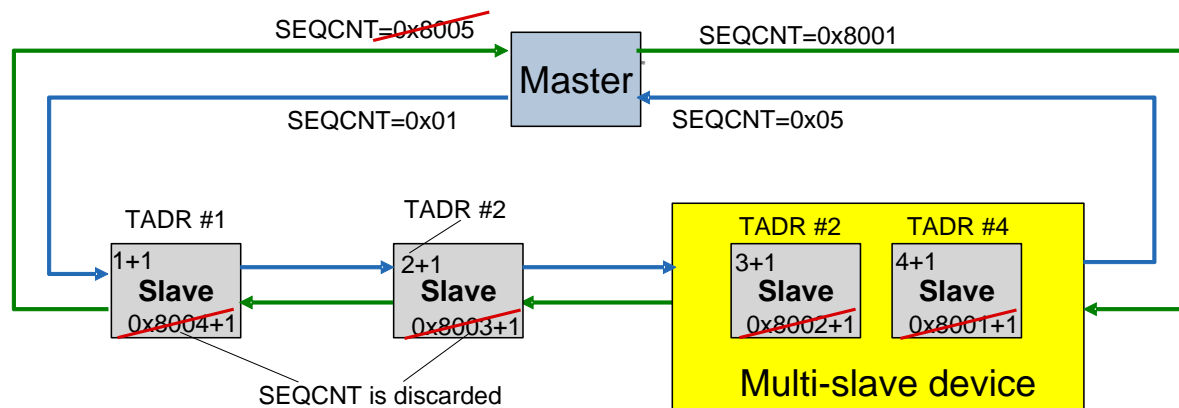 SEQCNT=0x8005
SEQCNT=0x8001
Master
SEQCNT=0x01
SEQCNT=0x05
TADR #1
TADR #2
TADR #2
TADR #4
1+1
Slave
0x8004+1
2+1
Slave
0x8003+1
3+1
Slave
0x8002+1
4+1
Slave
0x8001+1
SEQCNT is discarded
Multi-slave device